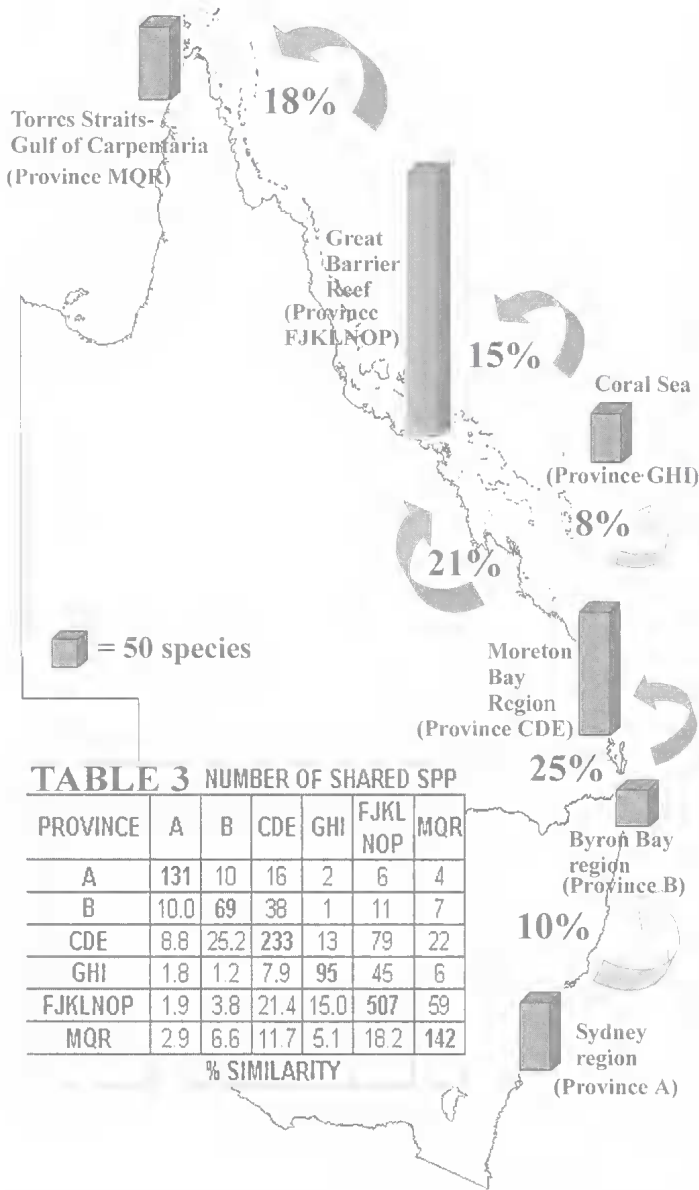 18%
Torres Straits-
Gulf of Carpentaria
(Province MQR)
Great
Barrier
Reef
(Province
FJKLNOP)
15%
Coral Sea
(Province GHI)
8%
21%
= 50 species
Moreton
Bay
Region
(Province CDE)
25%
TABLE 3 NUMBER OF SHARED SPP
PROVINCE A B CDE GHI FJKL NOP MQR
A 131 10 16 2 6 4
B 10.0 69 38 1 11 7
CDE 8.8 25.2 233 13 79 22
GHI 1.8 1.2 7.9 95 45 6
FJKLNOP 1.9 3.8 21.4 15.0 507 59
MQR 2.9 6.6 11.7 5.1 18.2 142
% SIMILARITY
Byron Bay
region
(Province B)
10%
Sydney
region
(Province A)